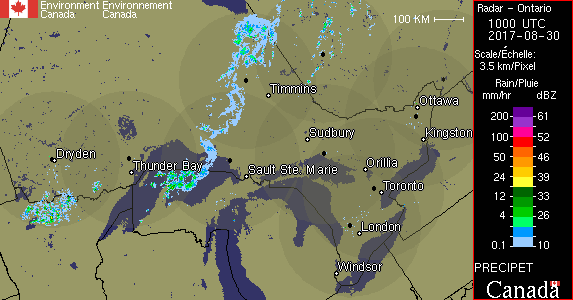 Environment Environnement
Canada Canada
100 KM
Timmins
Ottawa
Sudbury
Kingston
Dryden
Thunder Bay
Sault Ste. Marie
Orillia
Toronto
London
Windsor
Radar - Ontario
1000 UTC
2017-08-30
Scale/Échelle:
3.5 km/Pixel
Rain/Pluie
mm/hr dBZ
200 61
100 52
50 46
24 39
12 33
4 26
0.1 10
PRECIPET
Canada